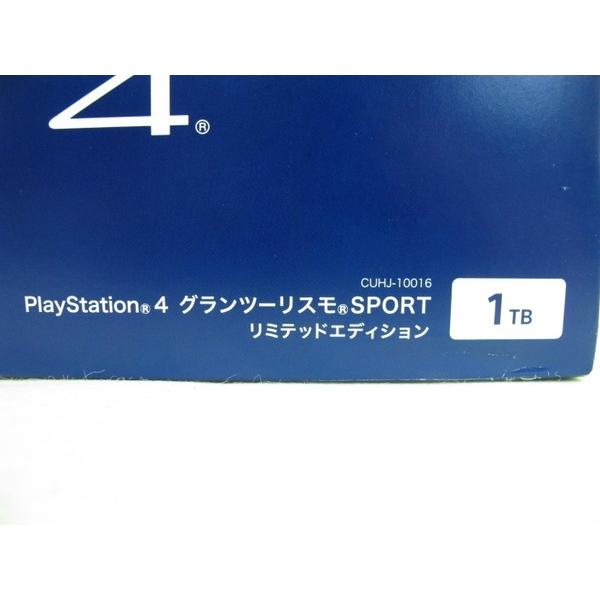 4®
CUHJ-10016
PlayStation®4 グランツーリスモ®SPORT
リミテッドエディション
1TB